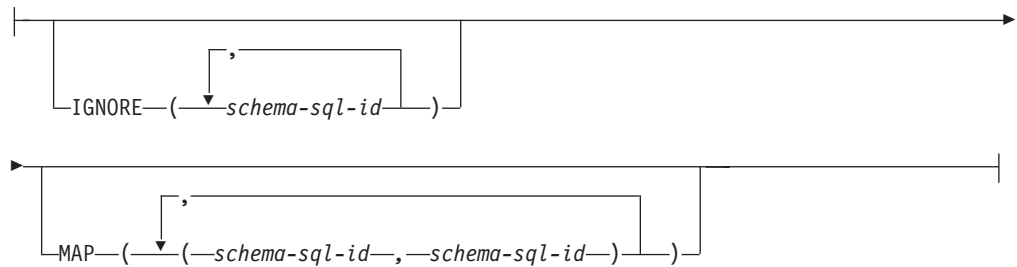 ,
IGNORE ( schema-sql-id )
,
MAP ( ( schema-sql-id , schema-sql-id ) )